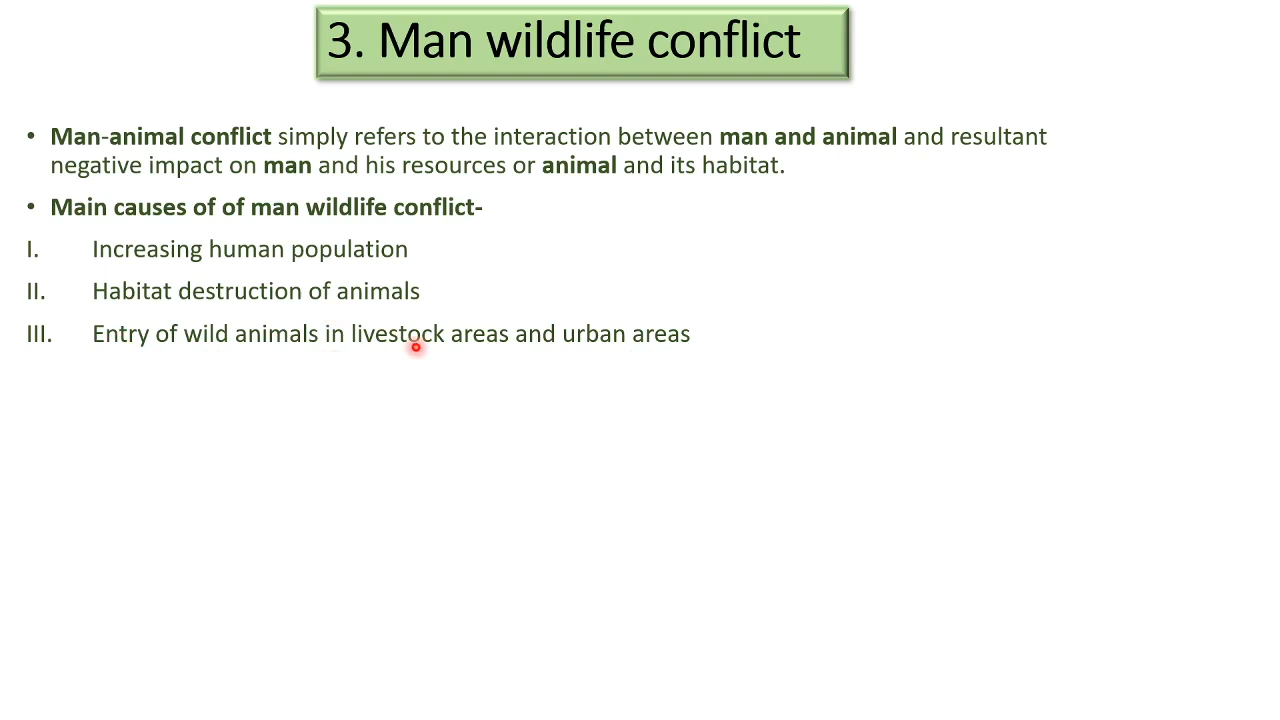 3. Man wildlife conflict
• Man-animal conflict simply refers to the interaction between man and animal and resultant
negative impact on man and his resources or animal and its habitat.
• Main causes of of man wildlife conflict-
I. Increasing human population
II. Habitat destruction of animals
III. Entry of wild animals in livestock areas and urban areas